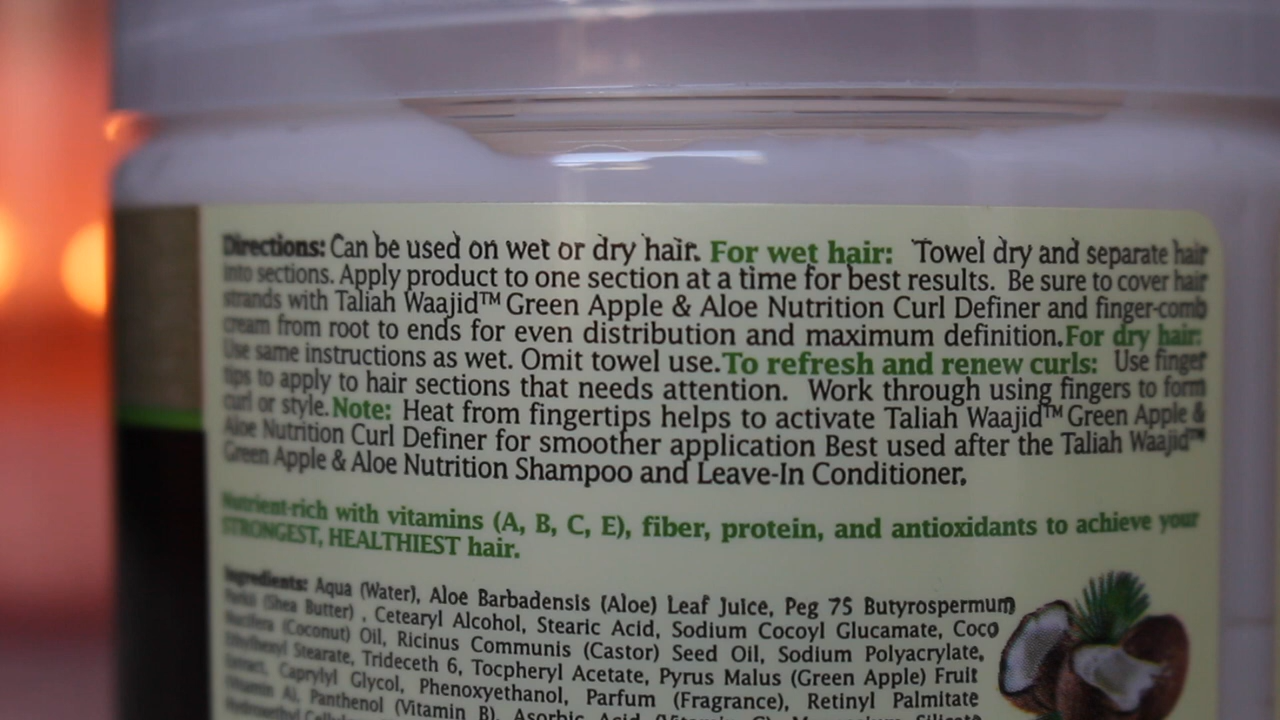 Directions: Can be used on wet or dry hair. For wet hair: Towel dry and separate hair
into sections. Apply product to one section at a time for best results. Be sure to cover hair
strands with Taliah Waajid™ Green Apple & Aloe Nutrition Curl Definer and finger-comb
cream from root to ends for even distribution and maximum definition. For dry hair:
Use same instructions as wet. Omit towel use. To refresh and renew curls: Use finger
tips to apply to hair sections that needs attention. Work through using fingers to form
curl or style. Note: Heat from fingertips helps to activate Taliah Waajid™ Green Apple &
Aloe Nutrition Curl Definer for smoother application Best used after the Taliah Waajid™
Green Apple & Aloe Nutrition Shampoo and Leave-In Conditioner.
Nutrient-rich with vitamins (A, B, C, E), fiber, protein, and antioxidants to achieve your
STRONGEST, HEALTHIEST hair.
Ingredients: Aqua (Water), Aloe Barbadensis (Aloe) Leaf Juice, Peg 75 Butyrospermum
Parkii (Shea Butter) , Cetearyl Alcohol, Stearic Acid, Sodium Cocoyl Glucamate, Coco
Nucifera (Coconut) Oil, Ricinus Communis (Castor) Seed Oil, Sodium Polyacrylate,
Ethylhexyl Stearate, Trideceth 6, Tocpheryl Acetate, Pyrus Malus (Green Apple) Fruit
Extract, Caprylyl Glycol, Phenoxyethanol, Parfum (Fragrance), Retinyl Palmitate
(Vitamin A), Panthenol (Vitamin B), Asorbic Acid (Vitamin C), Magnesium Silicate